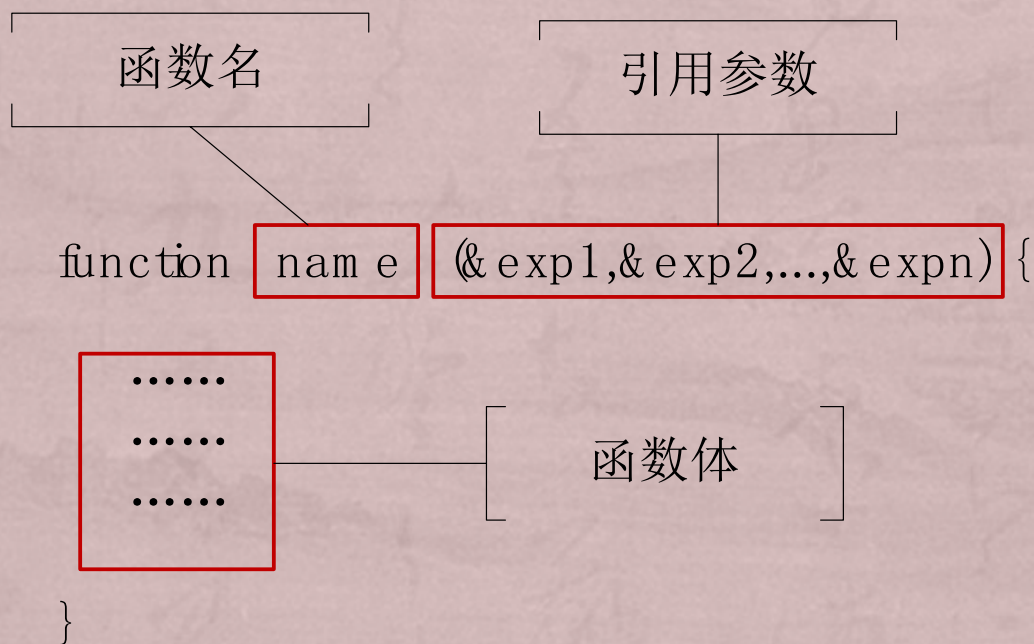 函数名
引用参数
function name (&exp1,&exp2,...,&expn) {
……
……
函数体
……
}